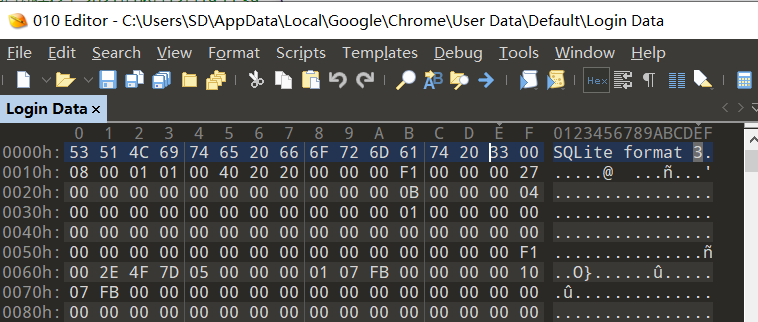 010 Editor - C:\Users\SD\AppData\Local\Google\Chrome\User Data\Default\Login Data
File Edit Search View Format Scripts Templates Debug Tools Window Help
Hex
Login Data ×
0 1 2 3 4 5 6 7 8 9 A B C D E F 0123456789ABCDEF
0000h: 53 51 4C 69 74 65 20 66 6F 72 6D 61 74 20 33 00 SQLite format 3.
0010h: 08 00 01 01 00 40 20 20 00 00 00 F1 00 00 00 27 .....@  ...ñ...'
0020h: 00 00 00 00 00 00 00 00 00 00 00 0B 00 00 00 04 ................
0030h: 00 00 00 00 00 00 00 00 00 00 00 01 00 00 00 00 ................
0040h: 00 00 00 00 00 00 00 00 00 00 00 00 00 00 00 00 ................
0050h: 00 00 00 00 00 00 00 00 00 00 00 00 00 00 00 F1 ...............ñ
0060h: 00 2E 4F 7D 05 00 00 00 01 07 FB 00 00 00 00 10 ..O}......û.....
0070h: 07 FB 00 00 00 00 00 00 00 00 00 00 00 00 00 00 .û..............
0080h: 00 00 00 00 00 00 00 00 00 00 00 00 00 00 00 00 ................